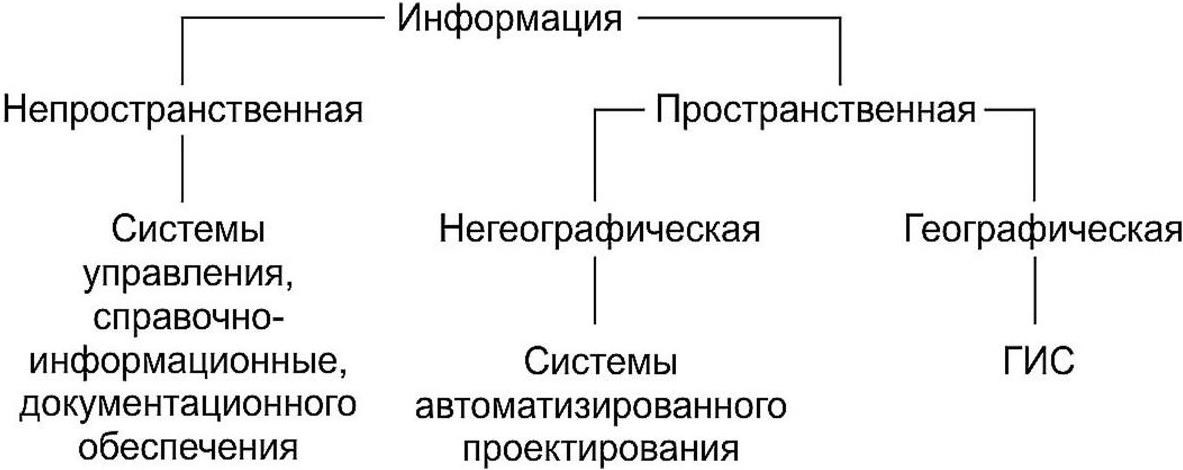 Информация
Непространственная
Пространственная
Системы
управления,
справочно-
информационные,
документационного
обеспечения
Негеографическая
Географическая
Системы
автоматизированного
проектирования
ГИС